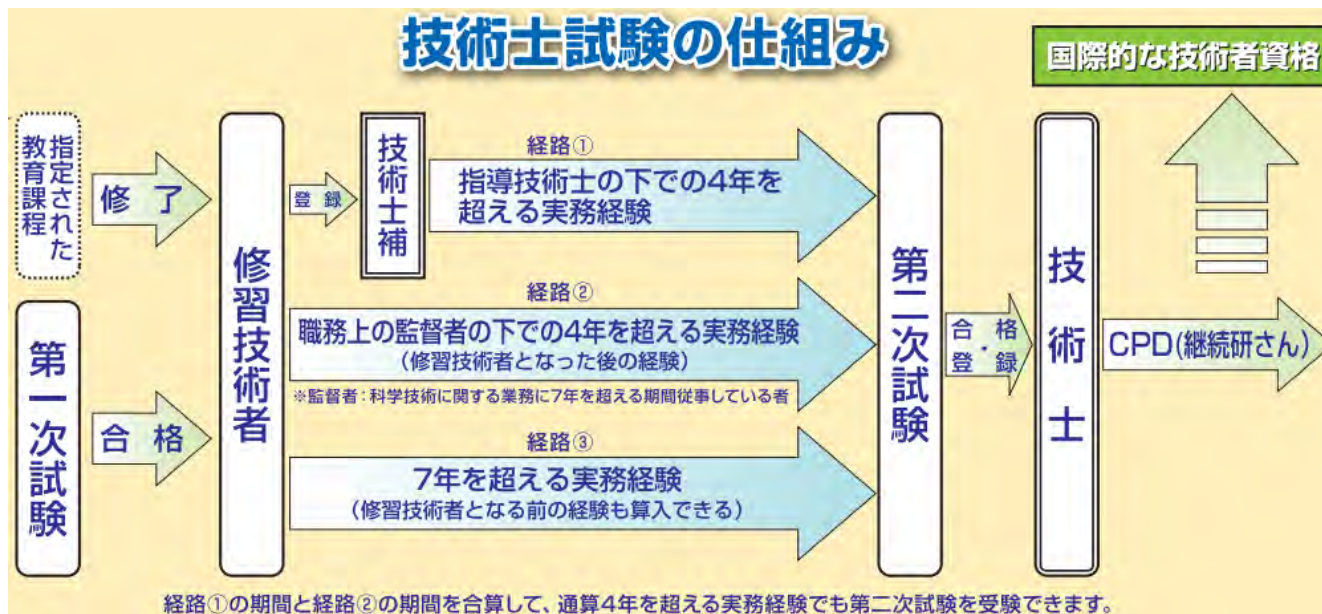 技術士試験の仕組み
国際的な技術者資格
指定された
教育課程
修了
第一次試験
合格
修習技術者
登録
技術士補
経路①
指導技術士の下での4年を
超える実務経験
経路②
職務上の監督者の下での4年を超える実務経験
(修習技術者となった後の経験)
※監督者:科学技術に関する業務に7年を超える期間従事している者
経路③
7年を超える実務経験
(修習技術者となる前の経験も算入できる)
第二次試験
合格・登録
技術士
CPD(継続研さん)
経路①の期間と経路②の期間を合算して、通算4年を超える実務経験でも第二次試験を受験できます。